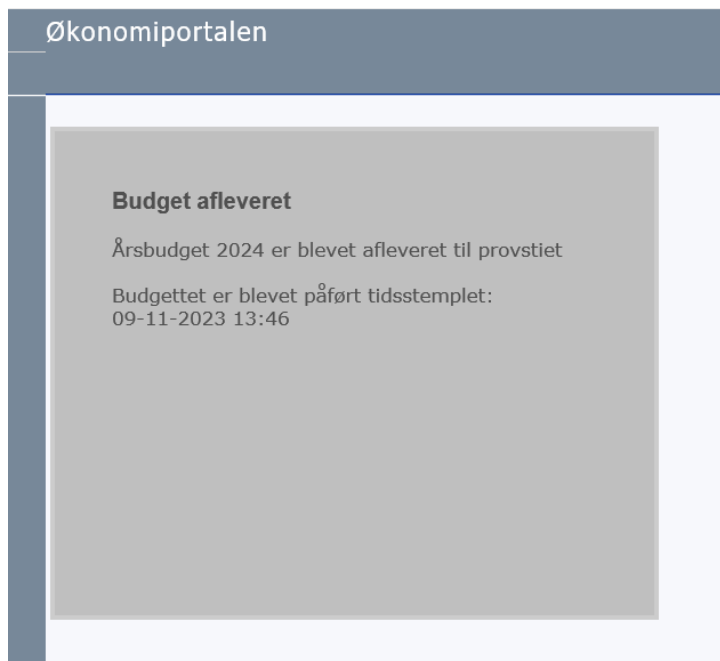 Økonomiportalen
Budget afleveret
Årsbudget 2024 er blevet afleveret til provstiet
Budgettet er blevet påført tidsstemplet:
09-11-2023 13:46